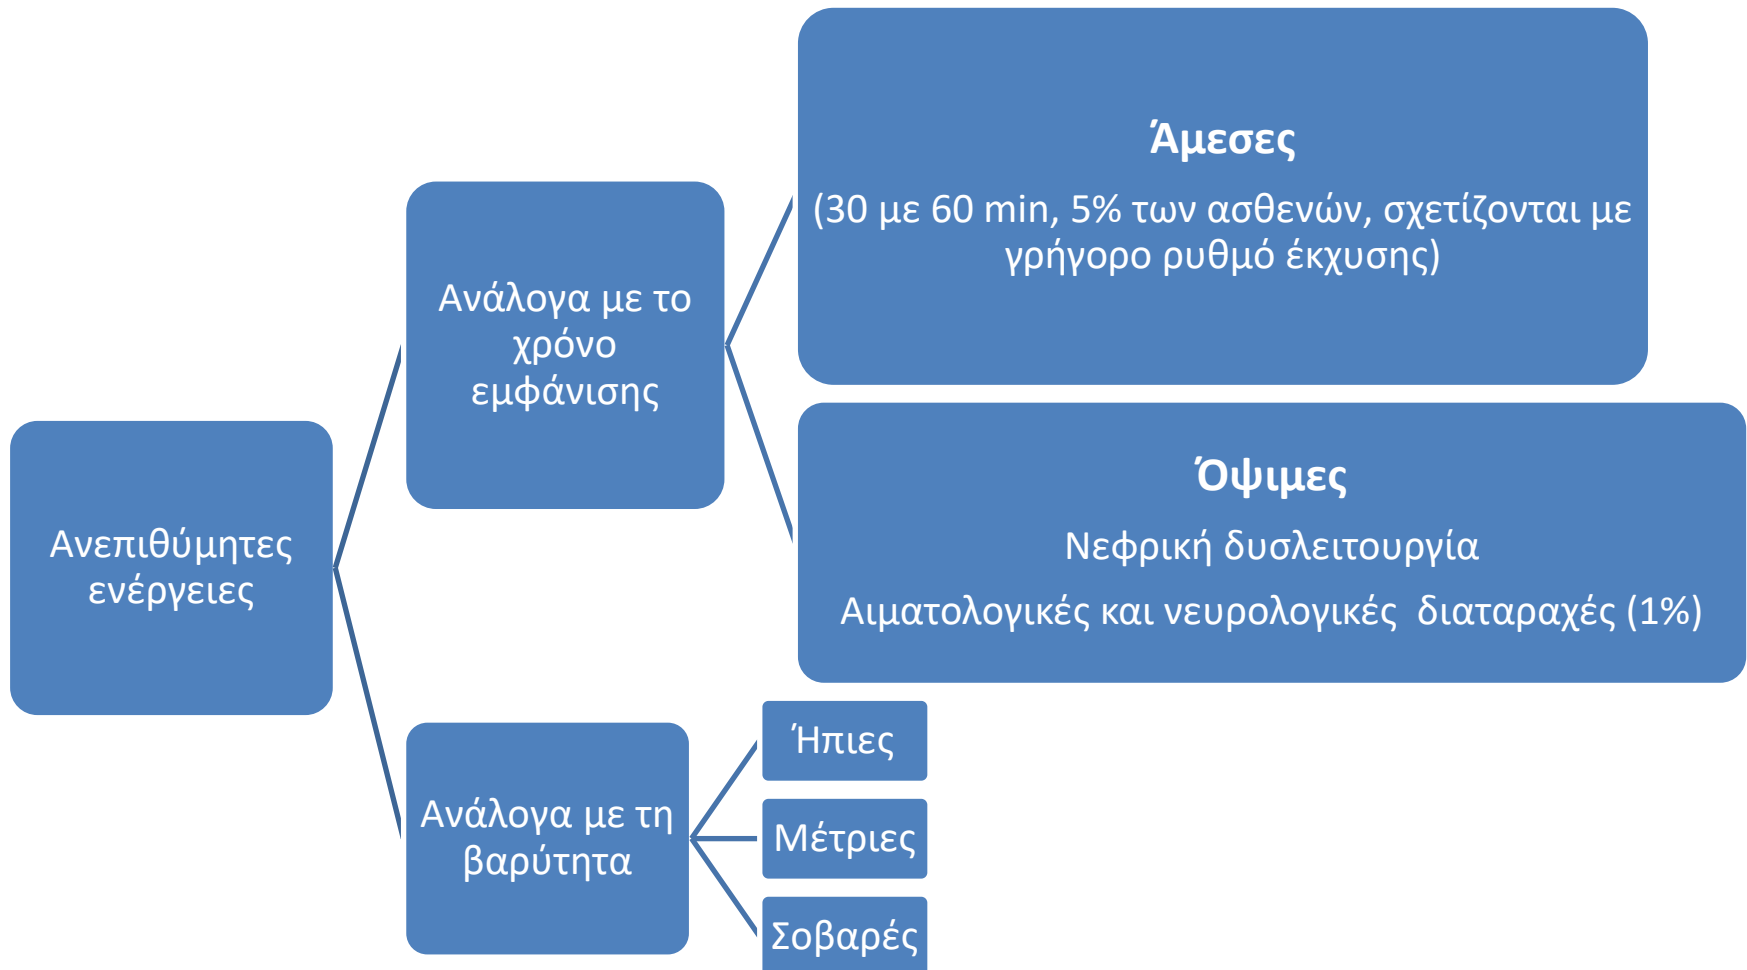 Άμεσες
(30 με 60 min, 5% των ασθενών, σχετίζονται με
γρήγορο ρυθμό έκχυσης)
Ανάλογα με το
χρόνο
εμφάνισης
Όψιμες
Νεφρική δυσλειτουργία
Αιματολογικές και νευρολογικές διαταραχές (1%)
Ανεπιθύμητες
ενέργειες
Ανάλογα με τη
βαρύτητα
Ήπιες
Μέτριες
Σοβαρές